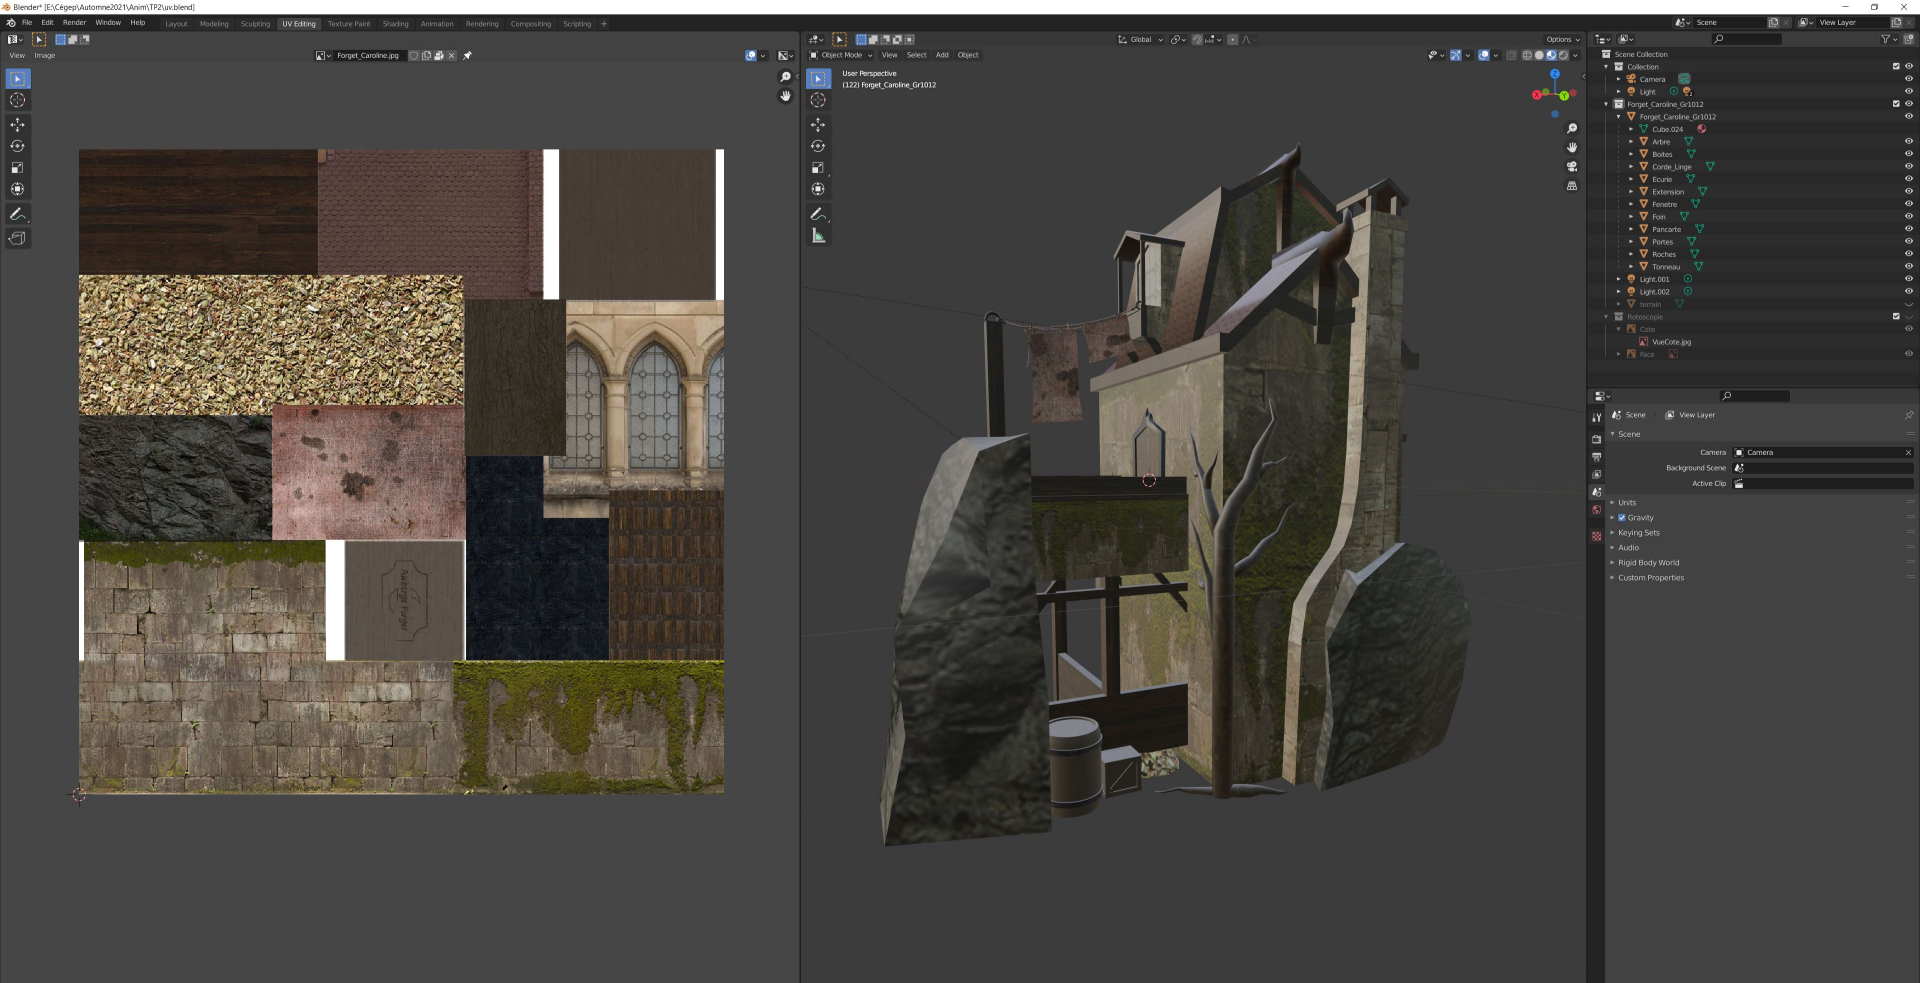 Blender* [E:\Cégep\Automne2021\Anim\TP2\uv.blend]
File Edit Render Window Help Layout Modeling Sculpting UV Editing Texture Paint Shading Animation Rendering Compositing Scripting + Scene View Layer
Global Options
View Image Forget_Caroline.jpg Object Mode View Select Add Object
User Perspective
(122) Forget_Caroline_Gr1012
Z
X
Y
Auberge Forget
Scene Collection
Collection
Camera
Light
Forget_Caroline_Gr1012
Forget_Caroline_Gr1012
Cube.024
Arbre
Boites
Corde_Linge
Ecurie
Extension
Fenetre
Foin
Pancarte
Portes
Roches
Tonneau
Light.001
Light.002
terrain
Rotoscopie
Cote
VueCote.jpg
Face
Scene View Layer
Scene
Camera Camera
Background Scene
Active Clip
Units
Gravity
Keying Sets
Audio
Rigid Body World
Custom Properties